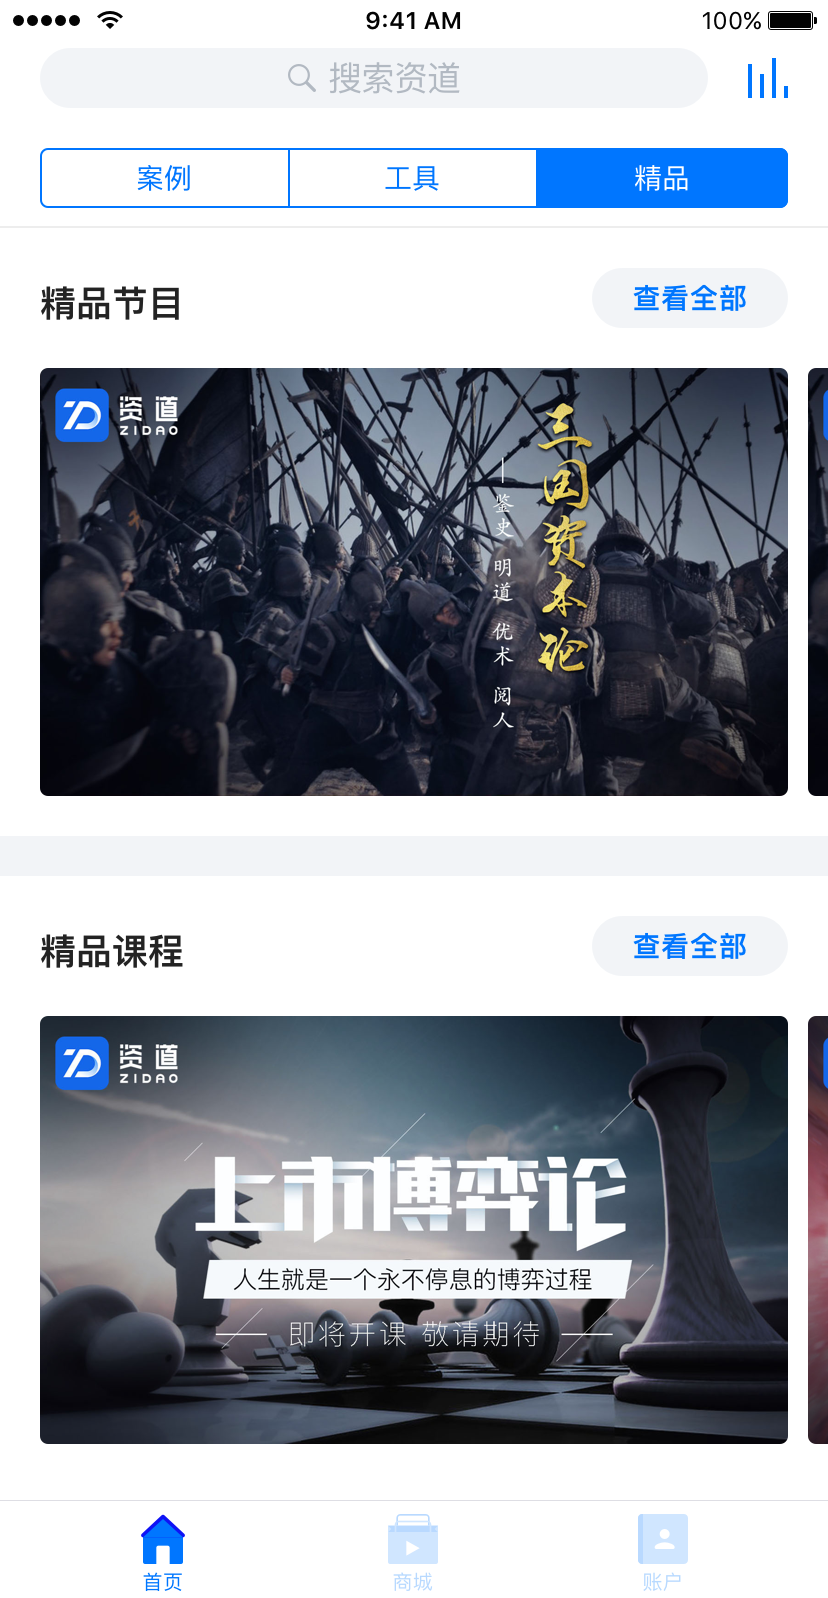 9:41 AM
100%
搜索资道
案例
工具
精品
精品节目
查看全部
资道
ZIDAO
三国资本论
鉴史 明道 优术 阅人
精品课程
查看全部
资道
ZIDAO
上市博弈论
人生就是一个永不停息的博弈过程
即将开课 敬请期待
首页
商城
账户